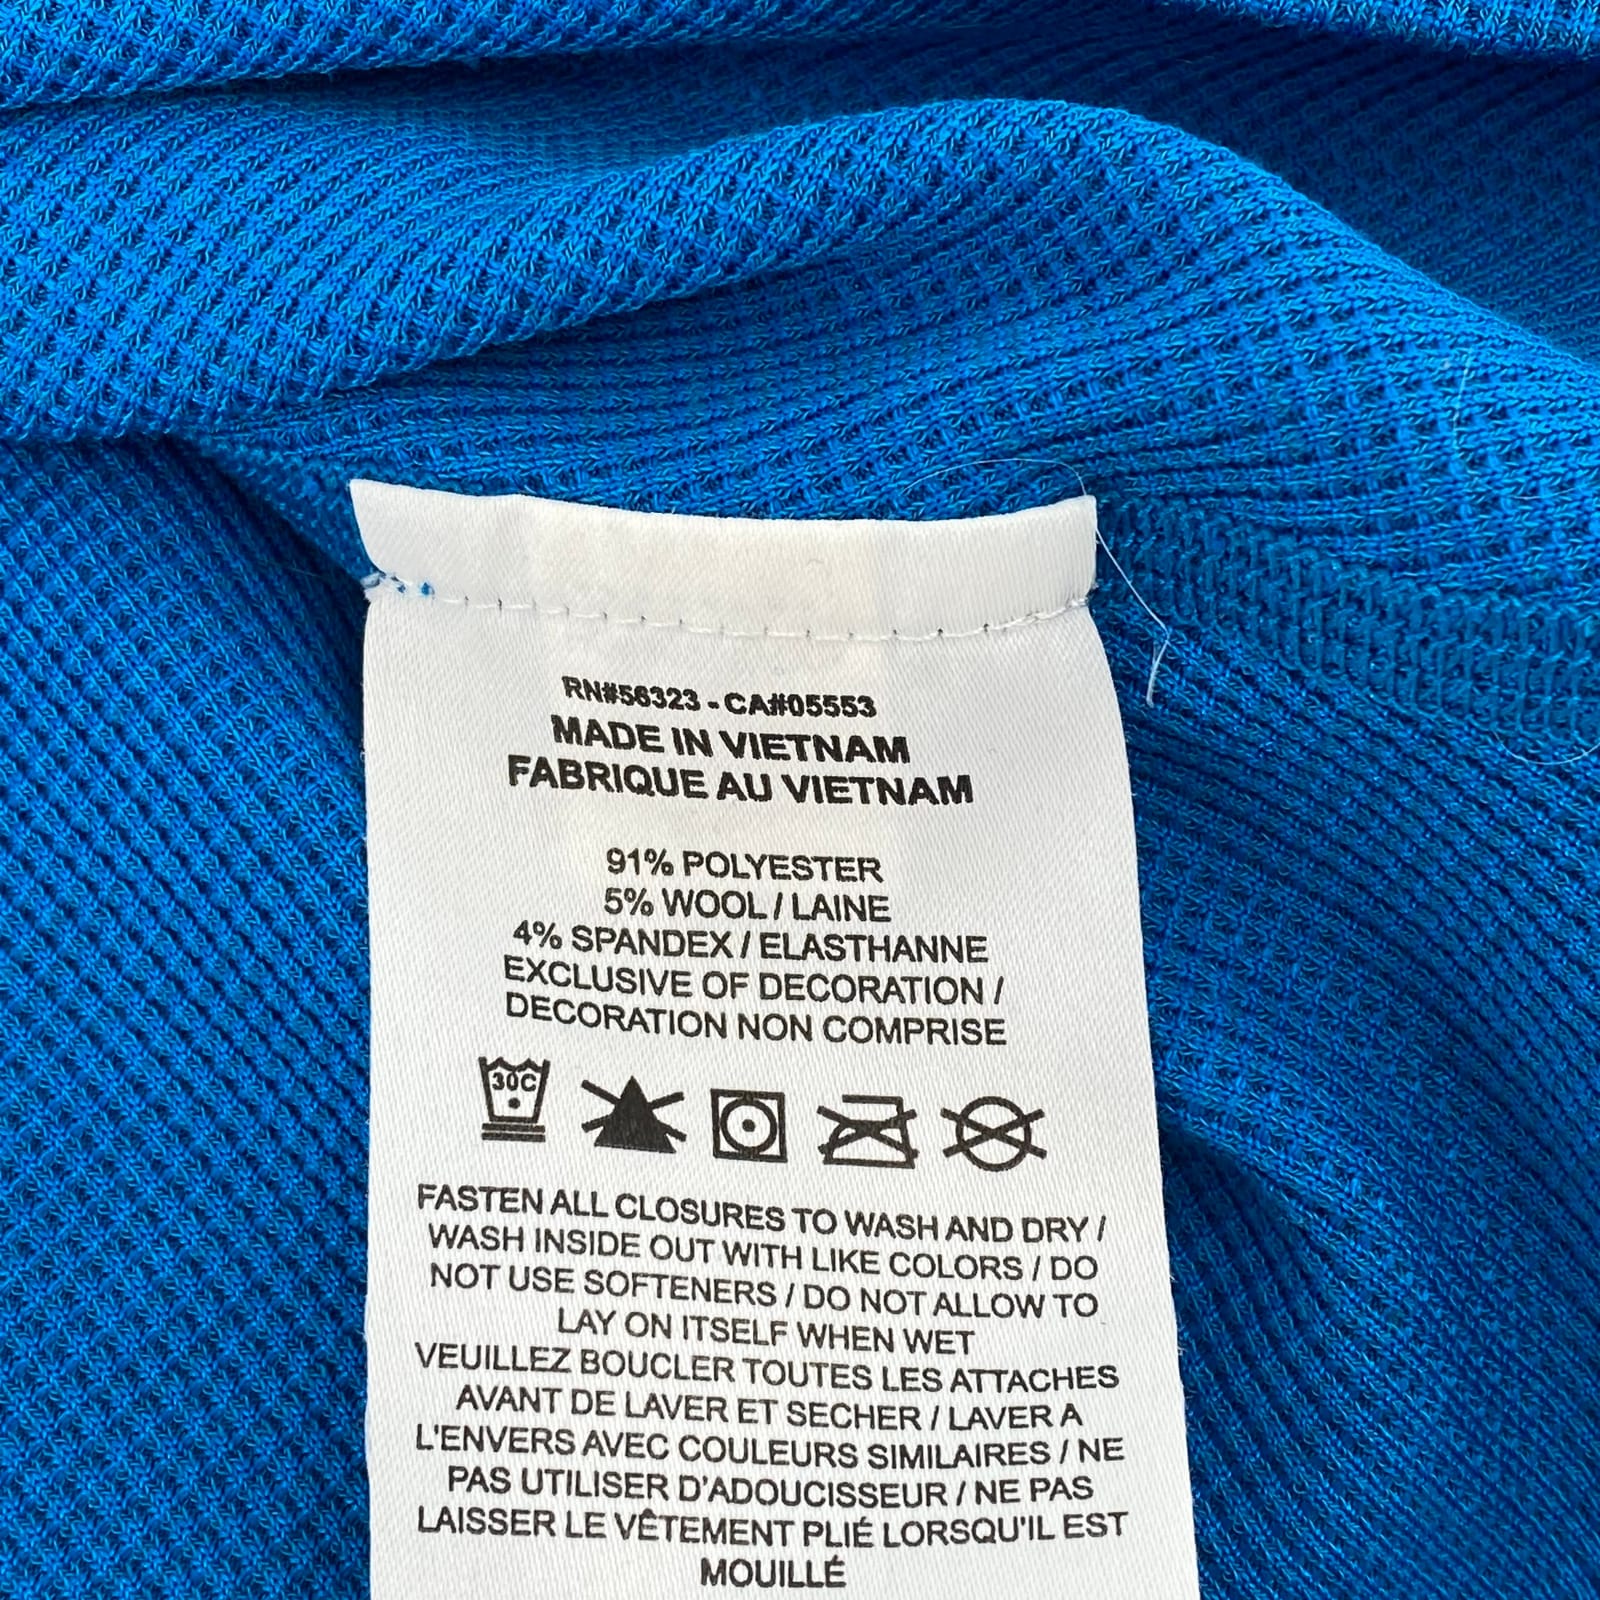 RN#56323 - CA#05553
MADE IN VIETNAM
FABRIQUE AU VIETNAM
91% POLYESTER
5% WOOL / LAINE
4% SPANDEX / ELASTHANNE
EXCLUSIVE OF DECORATION /
DECORATION NON COMPRISE
30C
FASTEN ALL CLOSURES TO WASH AND DRY /
WASH INSIDE OUT WITH LIKE COLORS / DO
NOT USE SOFTENERS / DO NOT ALLOW TO
LAY ON ITSELF WHEN WET
VEUILLEZ BOUCLER TOUTES LES ATTACHES
AVANT DE LAVER ET SECHER / LAVER A
L'ENVERS AVEC COULEURS SIMILAIRES / NE
PAS UTILISER D'ADOUCISSEUR / NE PAS
LAISSER LE VÊTEMENT PLIÉ LORSQU'IL EST
MOUILLÉ